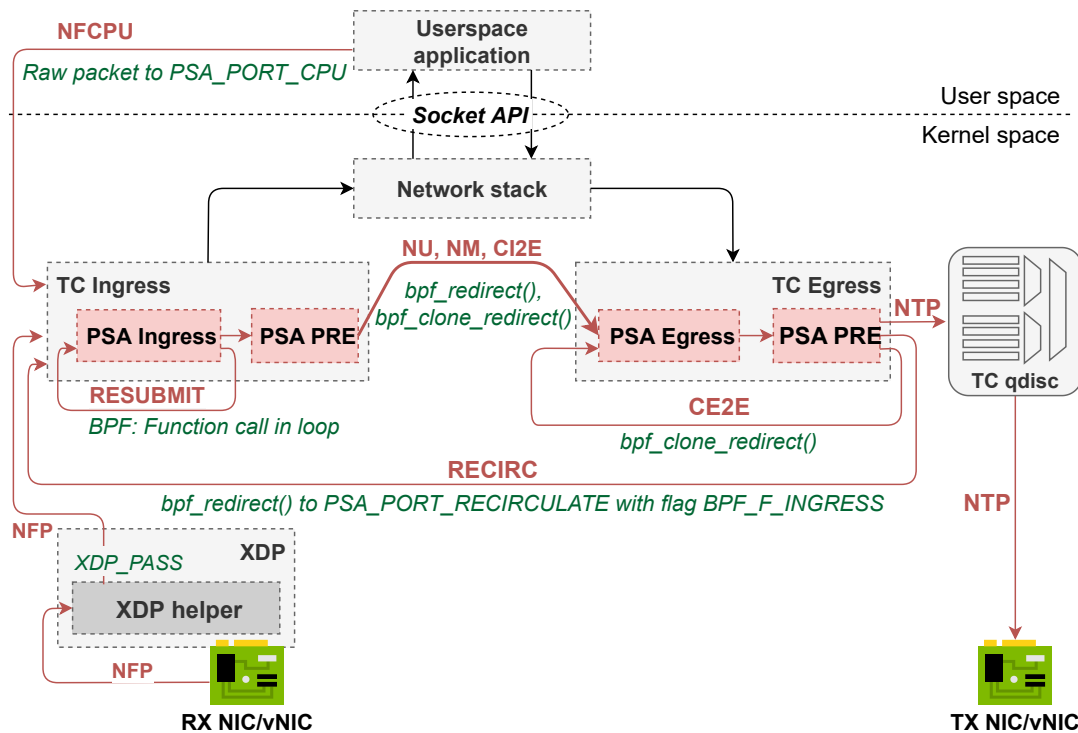 NFCPU
Userspace
application
Raw packet to PSA_PORT_CPU
User space
Socket API
Kernel space
Network stack
NU, NM, CI2E
TC Ingress
TC Egress
bpf_redirect(),
bpf_clone_redirect()
NTP
PSA Ingress
PSA PRE
PSA Egress
PSA PRE
TC qdisc
RESUBMIT
CE2E
BPF: Function call in loop
bpf_clone_redirect()
RECIRC
bpf_redirect() to PSA_PORT_RECIRCULATE with flag BPF_F_INGRESS
NTP
NFP
XDP
XDP_PASS
XDP helper
NFP
RX NIC/vNIC
TX NIC/vNIC